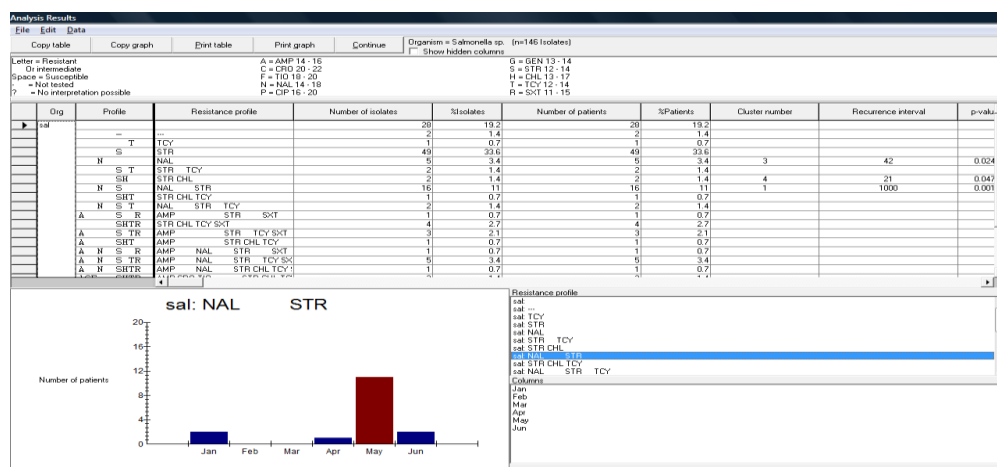 Analysis Results
File Edit Data
Copy table Copy graph Print table Print graph Continue Organism = Salmonella sp. (n=146 Isolates)
Show hidden columns
Letter = Resistant A = AMP 14 - 16 G = GEN 13 - 14
Or intermediate C = CRO 20 - 22 S = STR 12 - 14
Space = Susceptible F = TIO 18 - 20 H = CHL 13 - 17
- = Not tested N = NAL 14 - 18 T = TCY 12 - 14
? = No interpretation possible P = CIP 16 - 20 R = SXT 11 - 15
Org Profile Resistance profile Number of isolates %Isolates Number of patients %Patients Cluster number Recurrence interval p-valu
sal 28 19.2 28 19.2
-- --- 2 1.4 2 1.4
T TCY 1 0.7 1 0.7
S STR 49 33.6 49 33.6
N NAL 5 3.4 5 3.4 3 42 0.024
S T STR TCY 2 1.4 2 1.4
SH STR CHL 2 1.4 2 1.4 4 21 0.047
N S NAL STR 16 11 16 11 1 1000 0.001
SHT STR CHL TCY 1 0.7 1 0.7
N S T NAL STR TCY 2 1.4 2 1.4
A S R AMP STR SXT 1 0.7 1 0.7
SHTR STR CHL TCY SXT 4 2.7 4 2.7
A S TR AMP STR TCY SXT 3 2.1 3 2.1
A SHT AMP STR CHL TCY 1 0.7 1 0.7
A N S R AMP NAL STR SXT 1 0.7 1 0.7
A N S TR AMP NAL STR TCY SX 5 3.4 5 3.4
A N SHTR AMP NAL STR CHL TCY 1 0.7 1 0.7
sal: NAL STR
20
16
12
8
4
0
Number of patients
Jan Feb Mar Apr May Jun
Resistance profile
sal:
sal: ---
sal: TCY
sal: STR
sal: NAL
sal: STR TCY
sal: STR CHL
sal: NAL STR
sal: STR CHL TCY
sal: NAL STR TCY
Columns
Jan
Feb
Mar
Apr
May
Jun